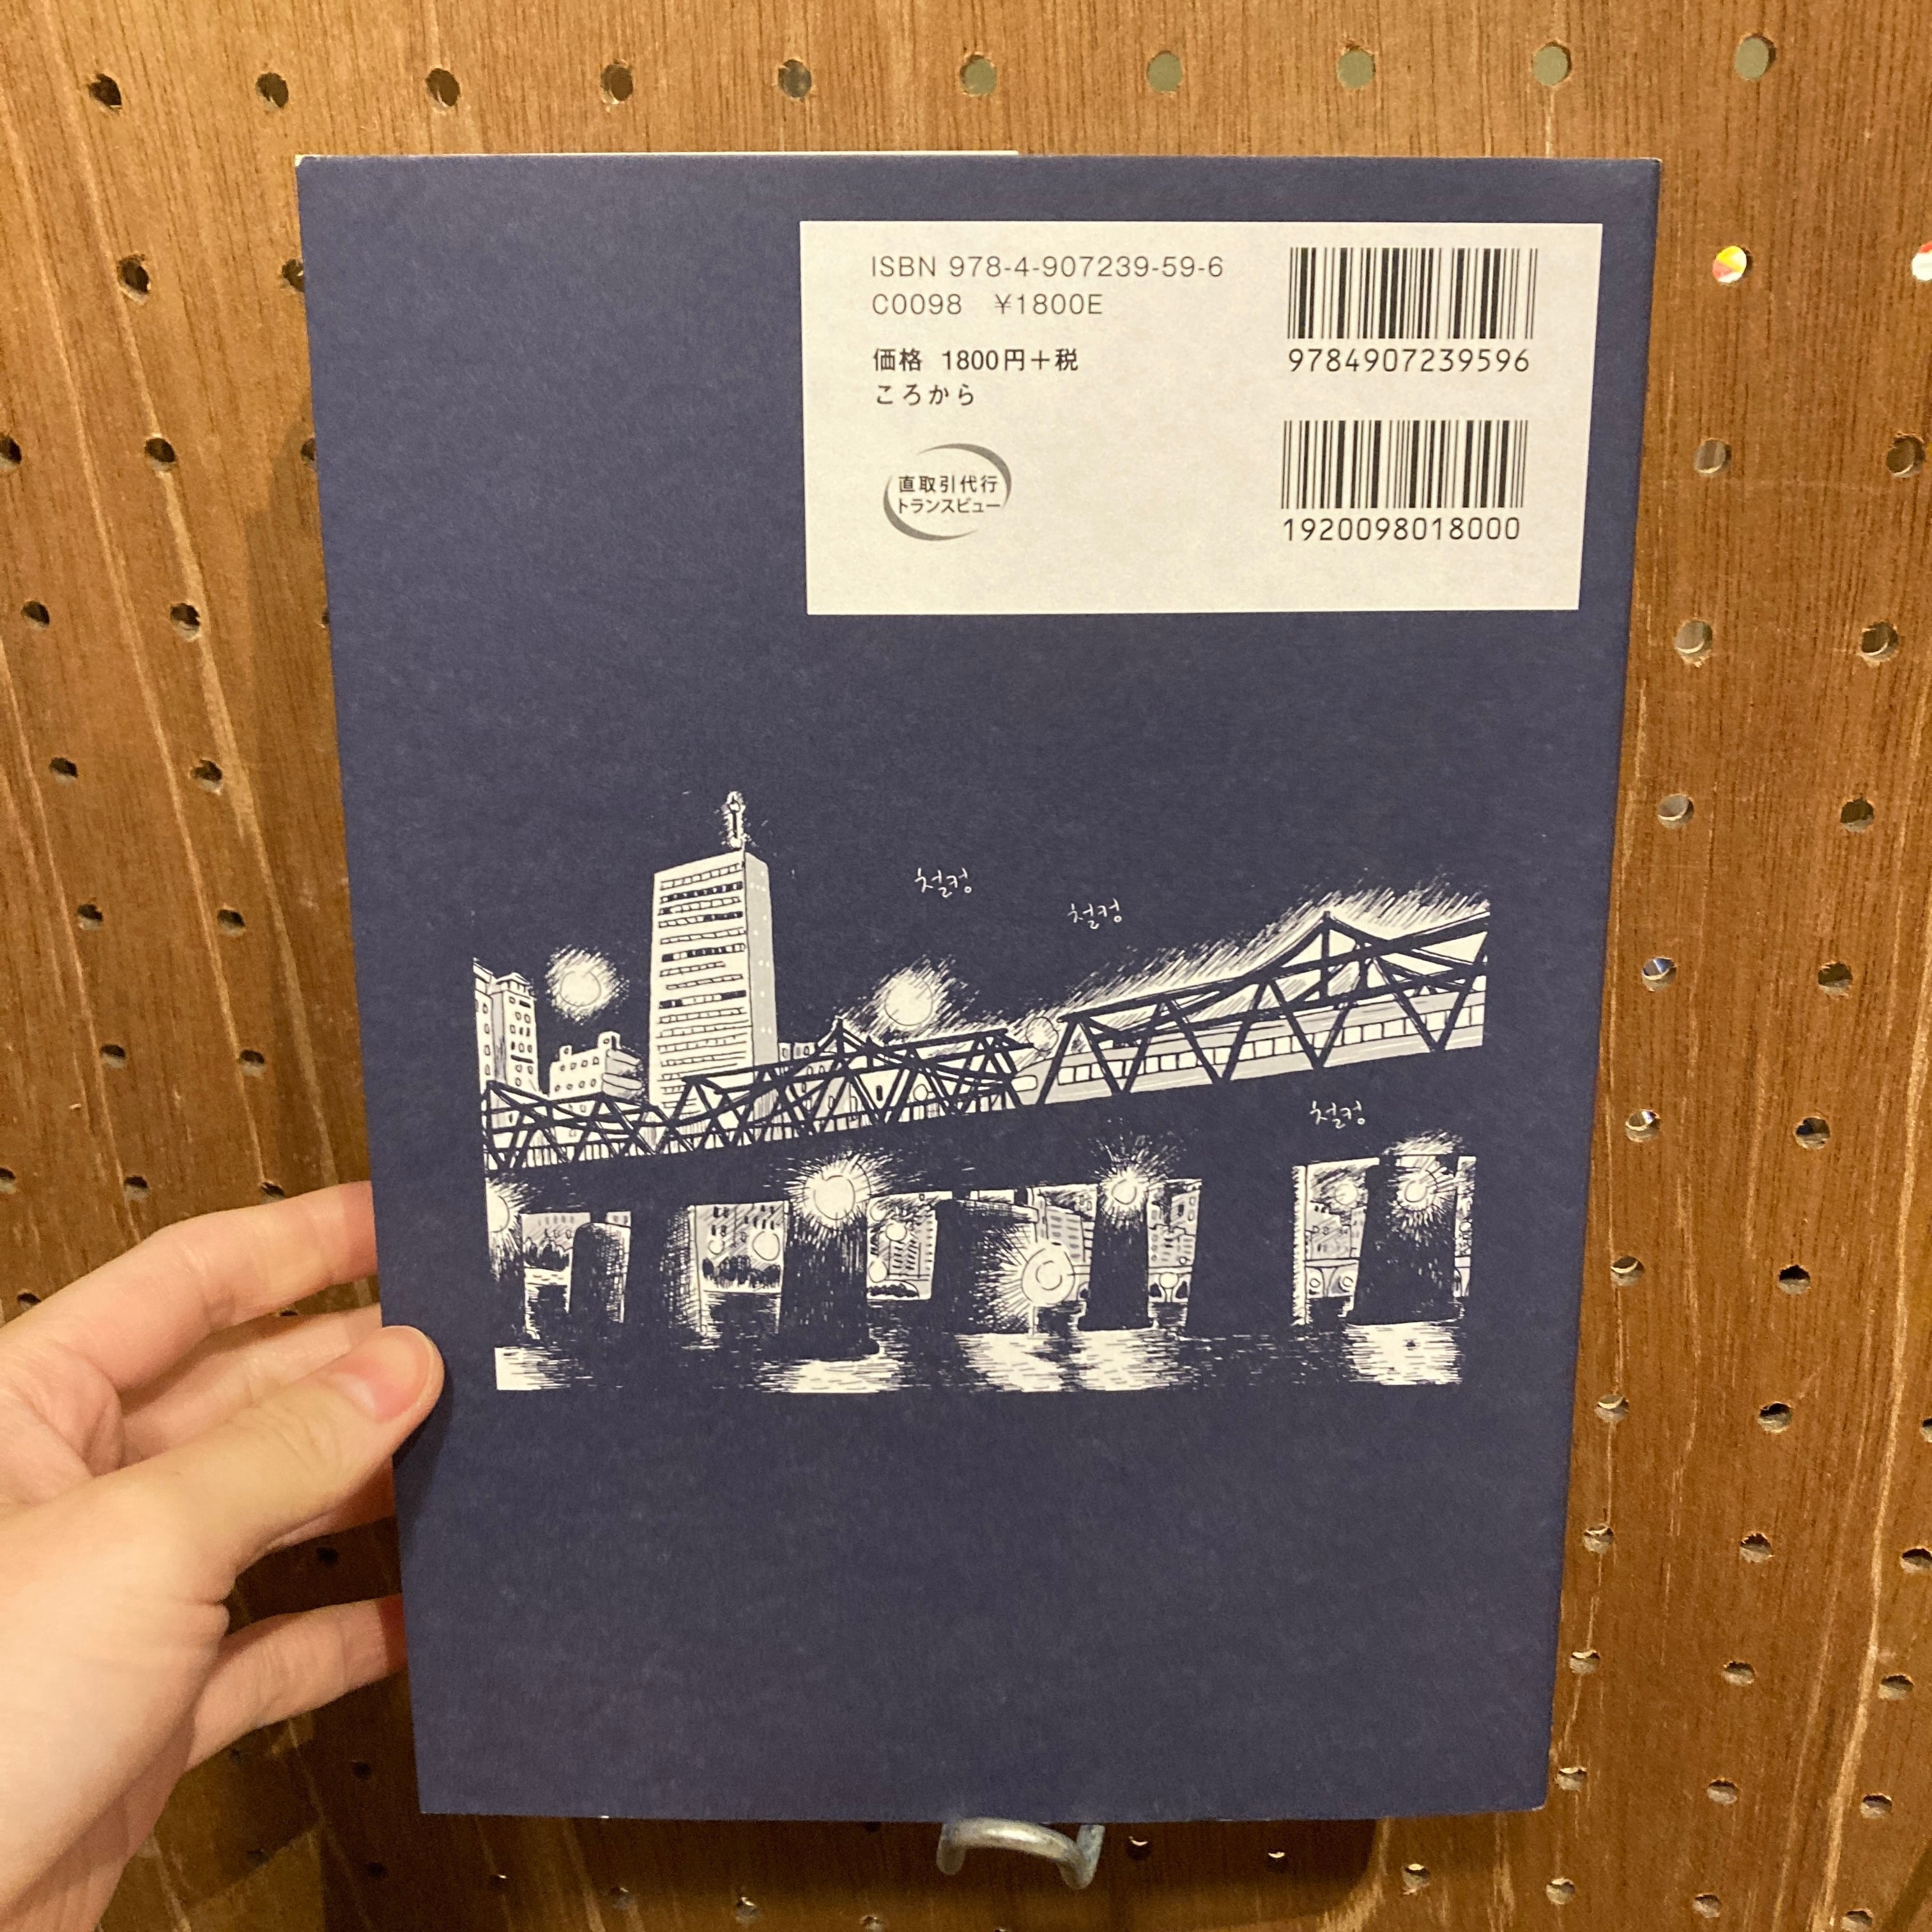 ISBN 978-4-907239-59-6
C0098 ¥1800E
価格 1800円+税
ころから
直取引代行
トランスビュー
9784907239596
1920098018000
철컹
철컹
철컹